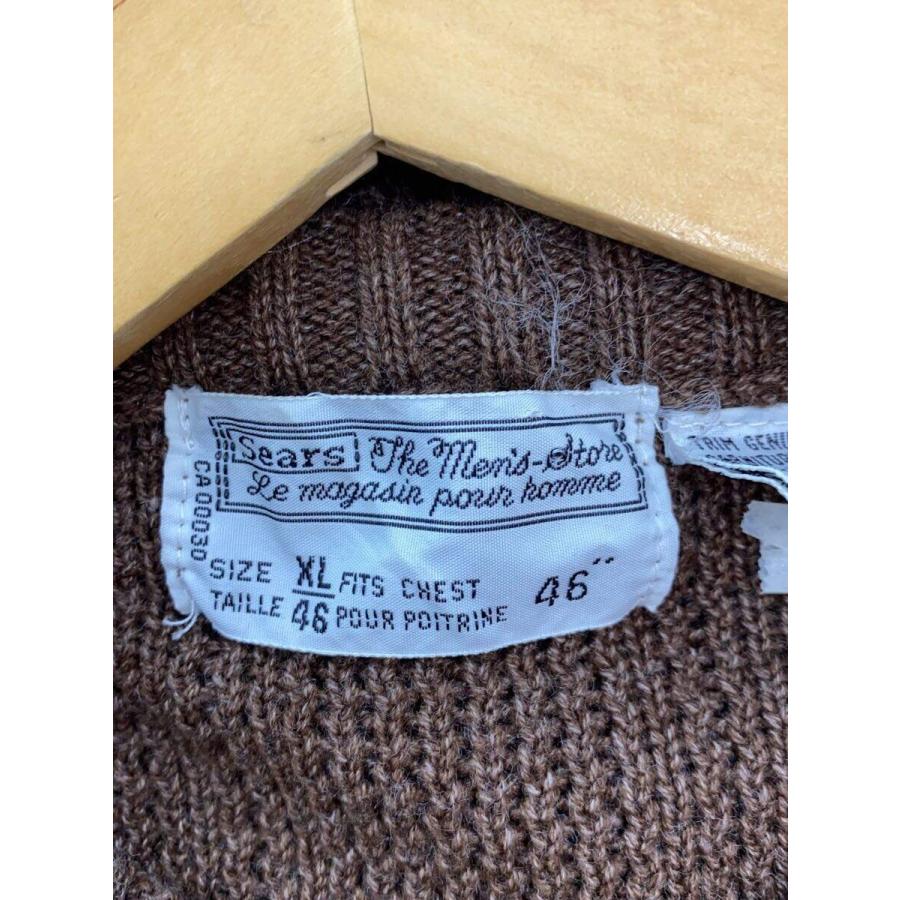 Sears The Men's-Store
Le magasin pour homme
CA00030
SIZE XL FITS CHEST 46"
TAILLE 46 POUR POITRINE
TRIM GENU